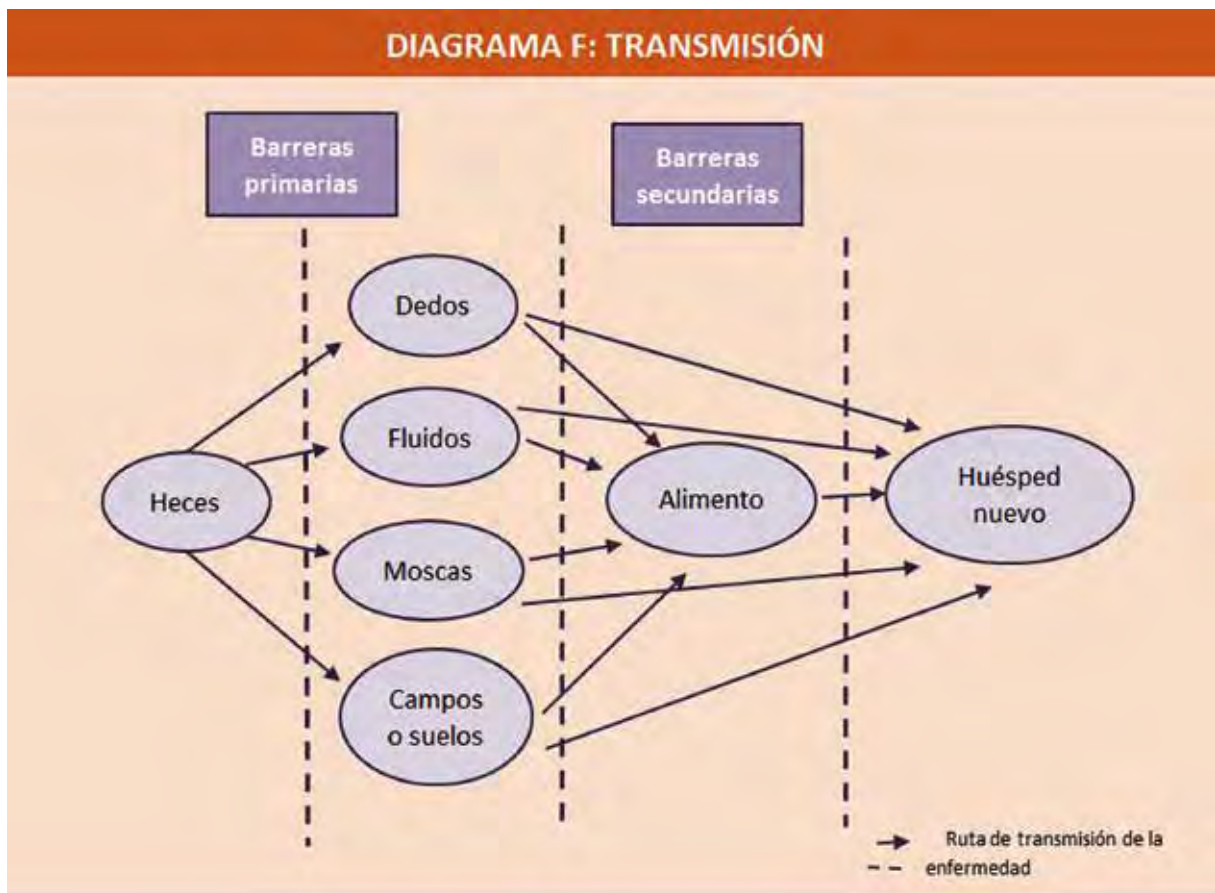 DIAGRAMA F: TRANSMISIÓN
Barreras
primarias
Barreras
secundarias
Dedos
Fluidos
Heces
Alimento
Huésped
nuevo
Moscas
Campos
o suelos
Ruta de transmisión de la
enfermedad